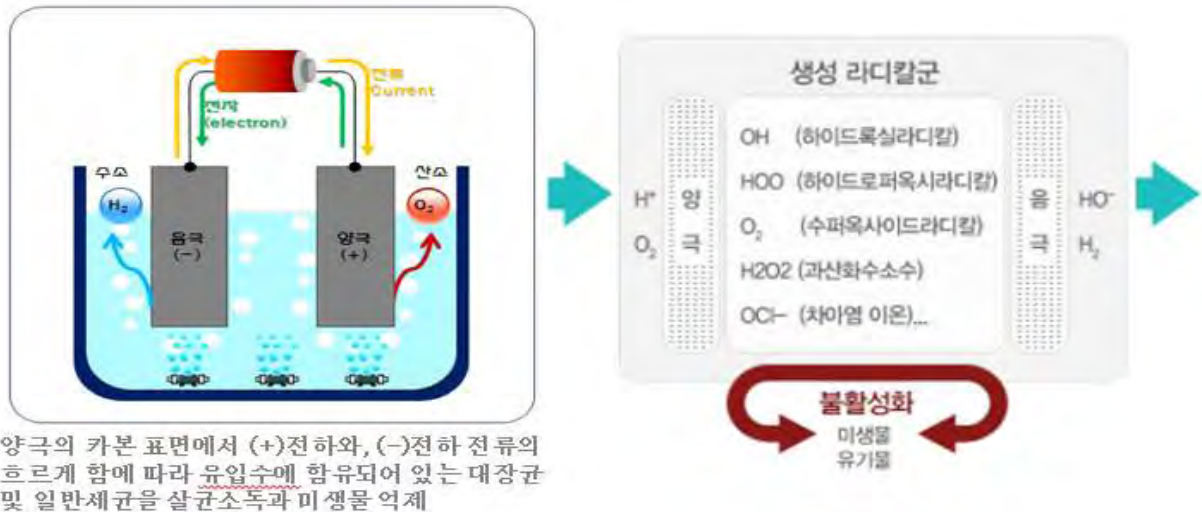 전류
Current
전자
(electron)
수소
산소
H₂
O₂
음극
(-)
양극
(+)
양극의 카본 표면에서 (+)전하와, (-)전하 전류의
흐르게 함에 따라 유입수에 함유되어 있는 대장균
및 일반세균을 살균소독과 미생물 억제
생성 라디칼군
H⁺
O₂
양
극
OH (하이드록실라디칼)
HOO (하이드로퍼옥시라디칼)
O₂ (수퍼옥사이드라디칼)
H2O2 (과산화수소수)
OCl- (차아염 이온)...
음
극
HO⁻
H₂
불활성화
미생물
유기물